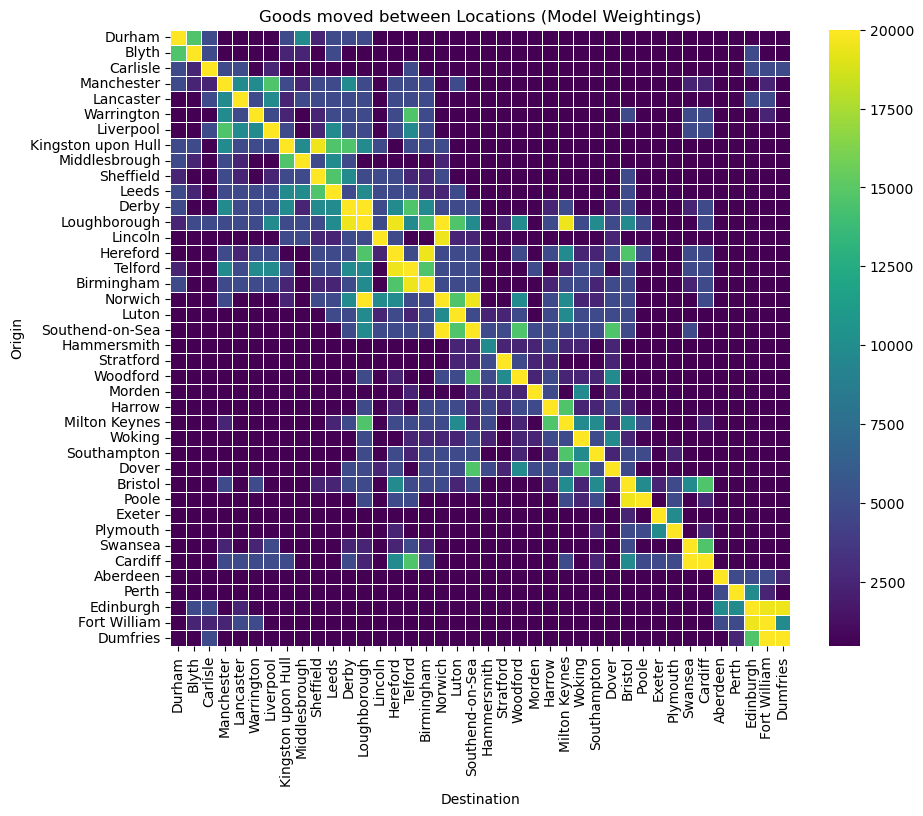 Goods moved between Locations (Model Weightings)
Origin
Durham
Blyth
Carlisle
Manchester
Lancaster
Warrington
Liverpool
Kingston upon Hull
Middlesbrough
Sheffield
Leeds
Derby
Loughborough
Lincoln
Hereford
Telford
Birmingham
Norwich
Luton
Southend-on-Sea
Hammersmith
Stratford
Woodford
Morden
Harrow
Milton Keynes
Woking
Southampton
Dover
Bristol
Poole
Exeter
Plymouth
Swansea
Cardiff
Aberdeen
Perth
Edinburgh
Fort William
Dumfries
Durham
Blyth
Carlisle
Manchester
Lancaster
Warrington
Liverpool
Kingston upon Hull
Middlesbrough
Sheffield
Leeds
Derby
Loughborough
Lincoln
Hereford
Telford
Birmingham
Norwich
Luton
Southend-on-Sea
Hammersmith
Stratford
Woodford
Morden
Harrow
Milton Keynes
Woking
Southampton
Dover
Bristol
Poole
Exeter
Plymouth
Swansea
Cardiff
Aberdeen
Perth
Edinburgh
Fort William
Dumfries
Destination
20000
17500
15000
12500
10000
7500
5000
2500